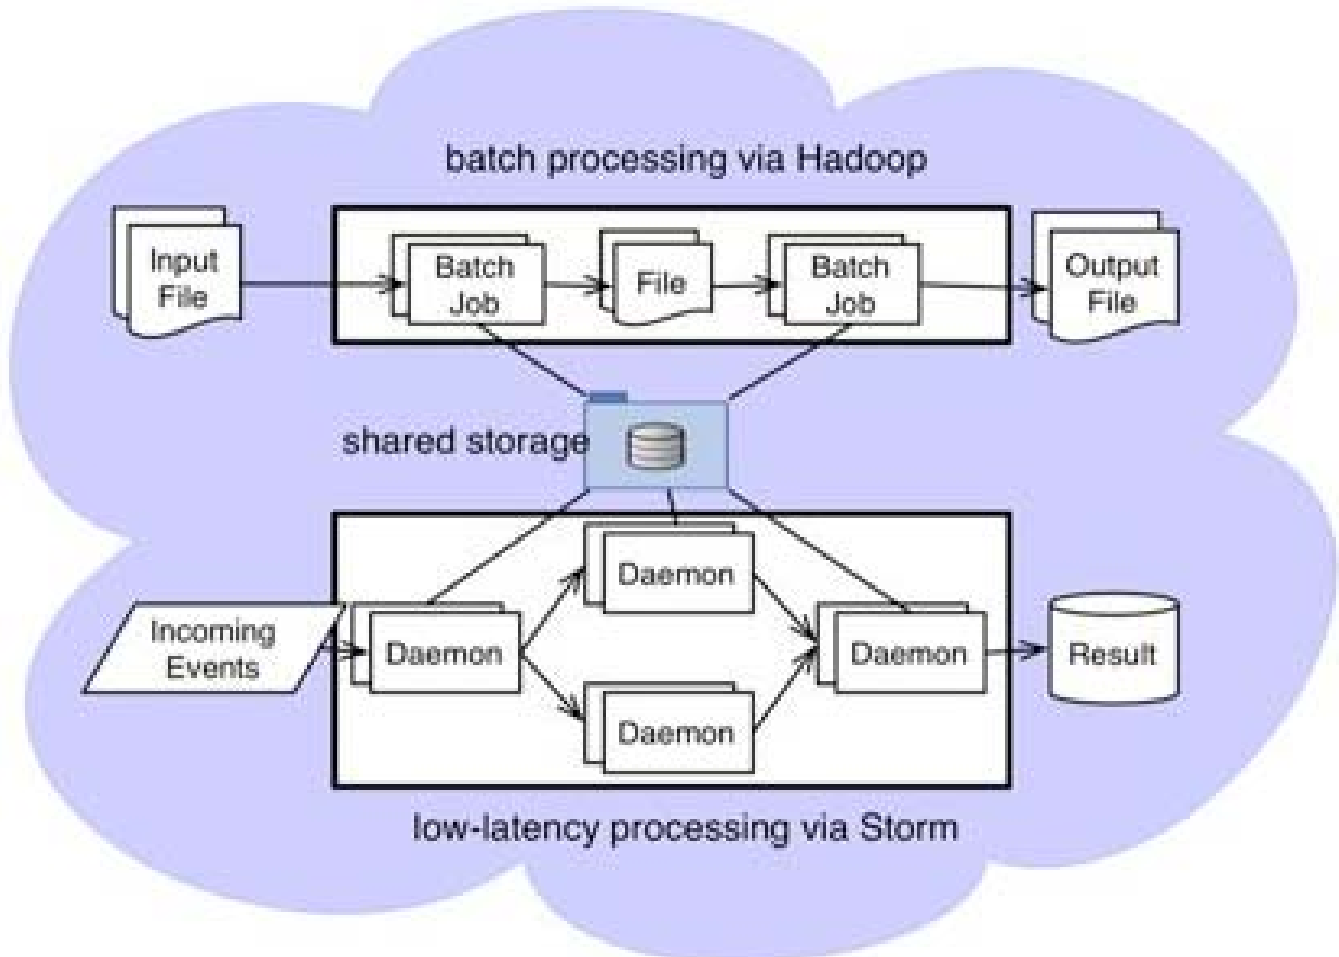 batch processing via Hadoop
Input
File
Batch
Job
File
Batch
Job
Output
File
shared storage
Daemon
Incoming
Events
Daemon
Daemon
Result
Daemon
low-latency processing via Storm